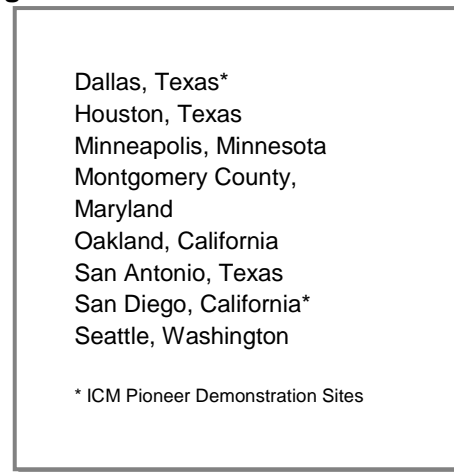 Dallas, Texas*
Houston, Texas
Minneapolis, Minnesota
Montgomery County,
Maryland
Oakland, California
San Antonio, Texas
San Diego, California*
Seattle, Washington
* ICM Pioneer Demonstration Sites